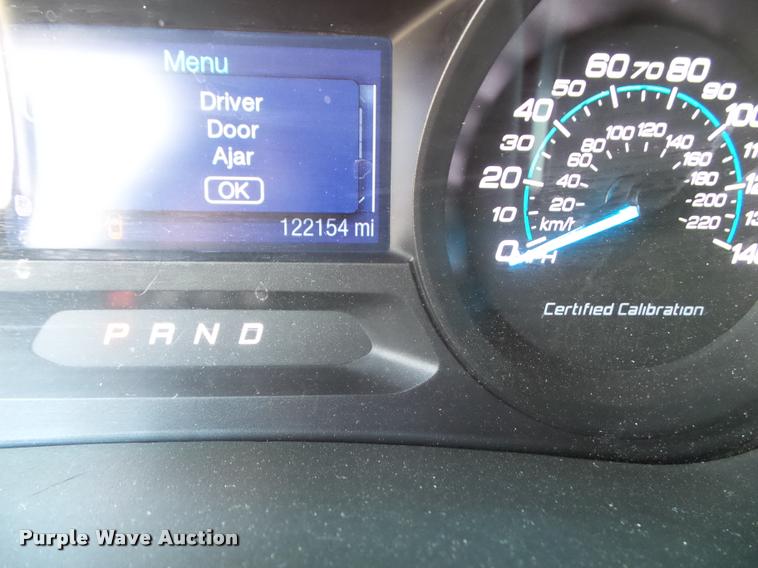 Menu
Driver
Door
Ajar
OK
122154 mi
P R N D
0 10 20 30 40 50 60 70 80 90 100 140
20 40 60 80 100 120 140 160 180 200 220
km/h
MPH
Certified Calibration
Purple Wave Auction